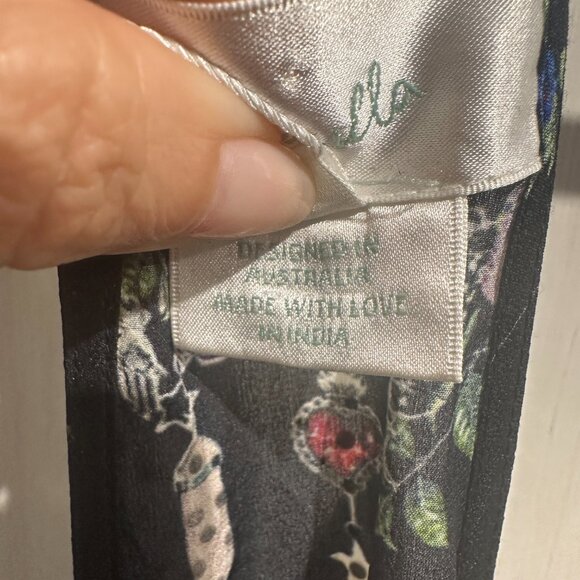 DESIGNED IN
AUSTRALIA
MADE WITH LOVE
IN INDIA